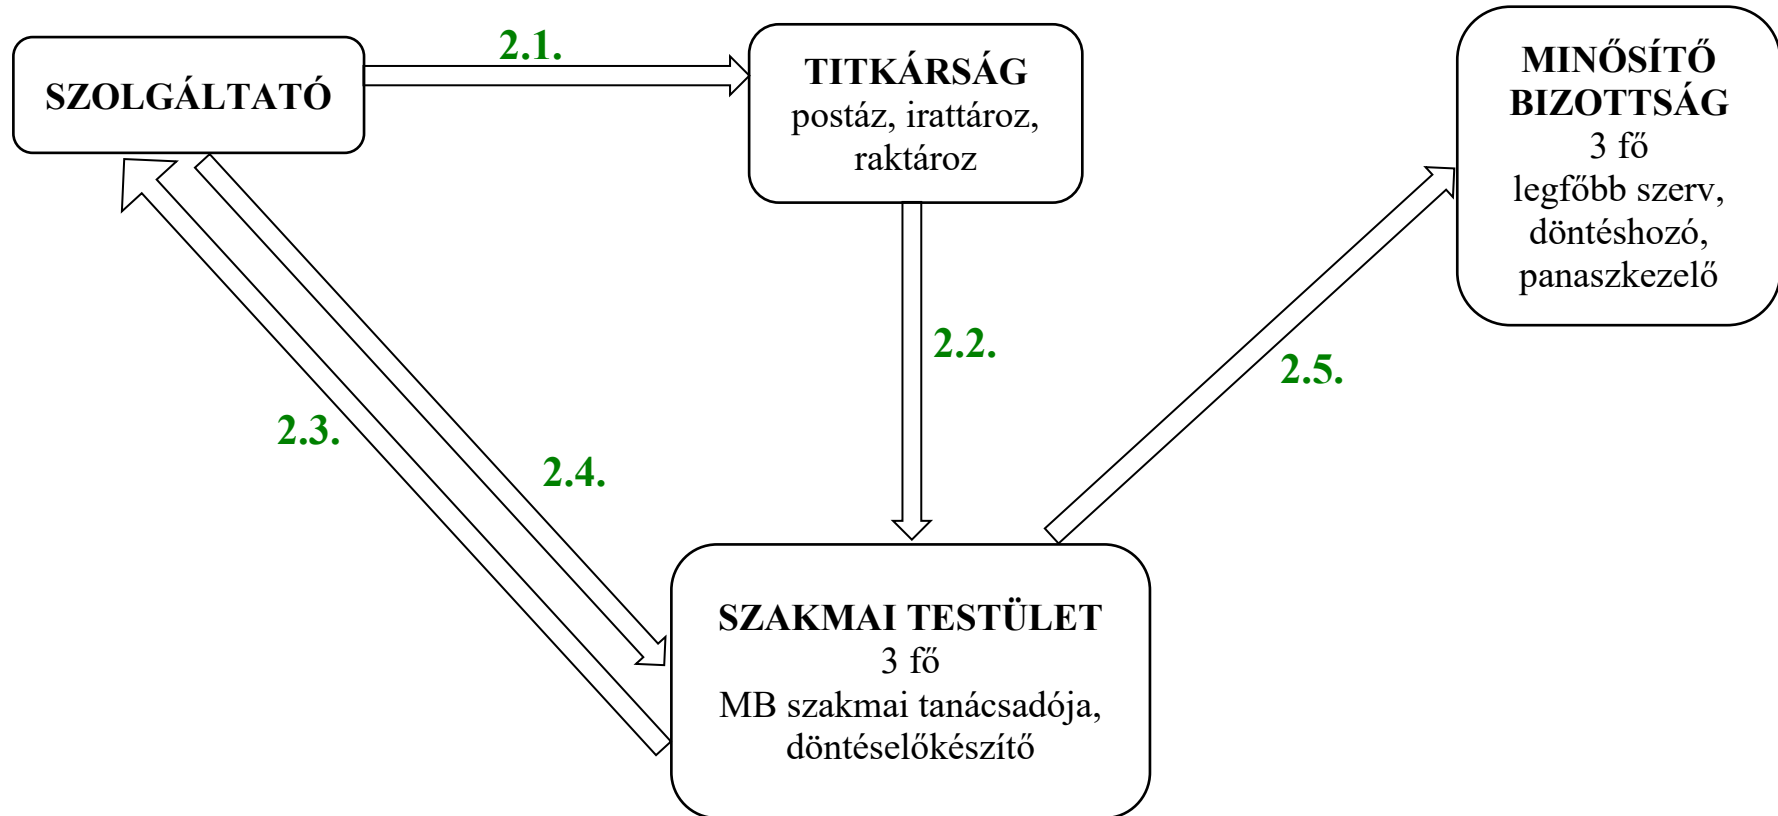 SZOLGÁLTATÓ
2.1.
TITKÁRSÁG
postáz, irattároz,
raktároz
MINŐSÍTŐ
BIZOTTSÁG
3 fő
legfőbb szerv,
döntéshozó,
panaszkezelő
2.2.
2.5.
2.3.
2.4.
SZAKMAI TESTÜLET
3 fő
MB szakmai tanácsadója,
döntéselőkészítő